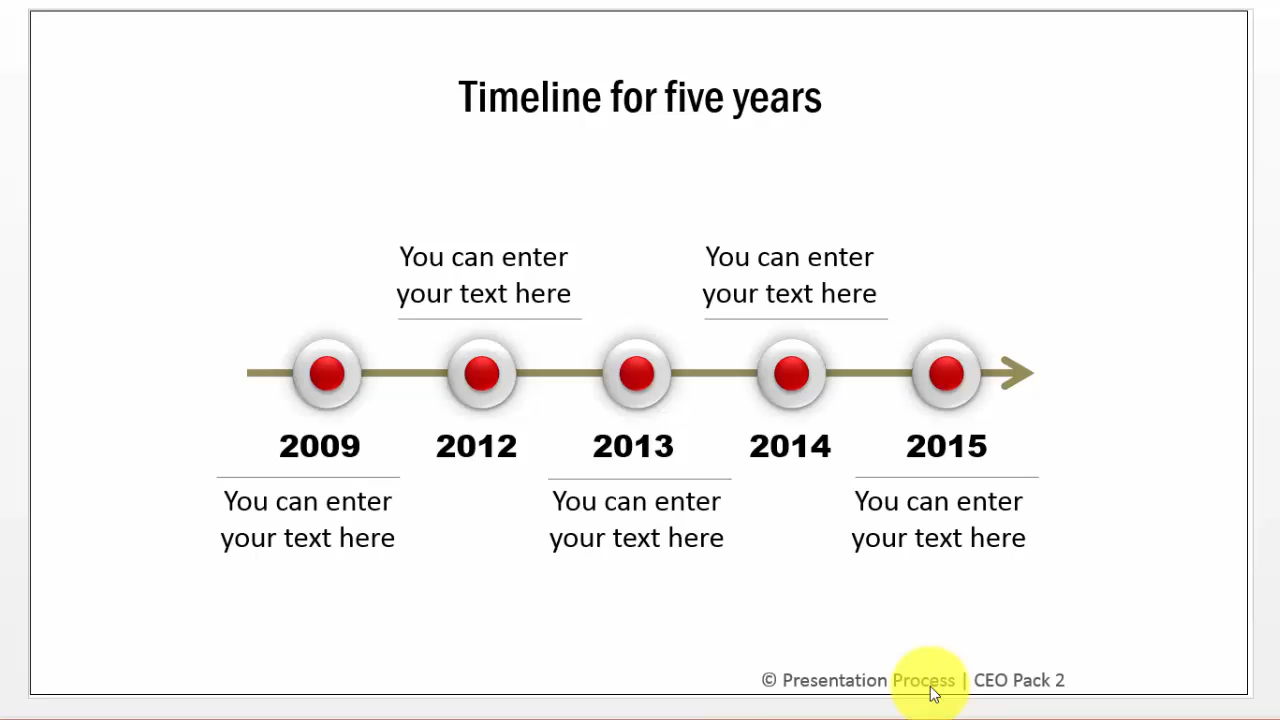 Timeline for five years
You can enter
your text here
You can enter
your text here
2009
2012
2013
2014
2015
You can enter
your text here
You can enter
your text here
You can enter
your text here
© Presentation Process | CEO Pack 2